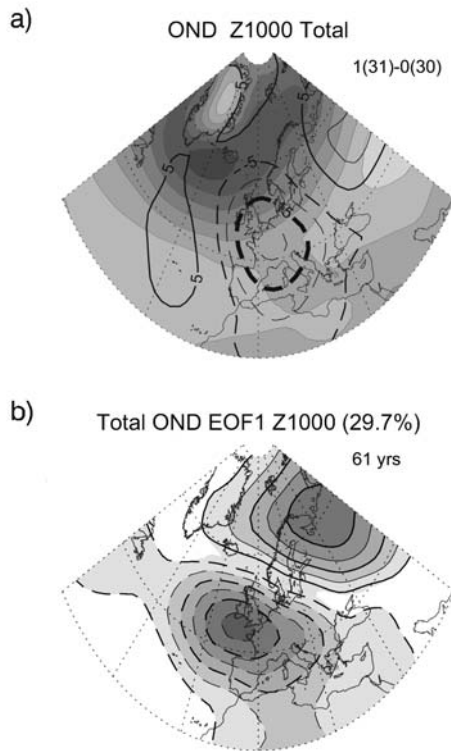 a)
OND Z1000 Total
1(31)-0(30)
5
5
-5
5
5
b)
Total OND EOF1 Z1000 (29.7%)
61 yrs